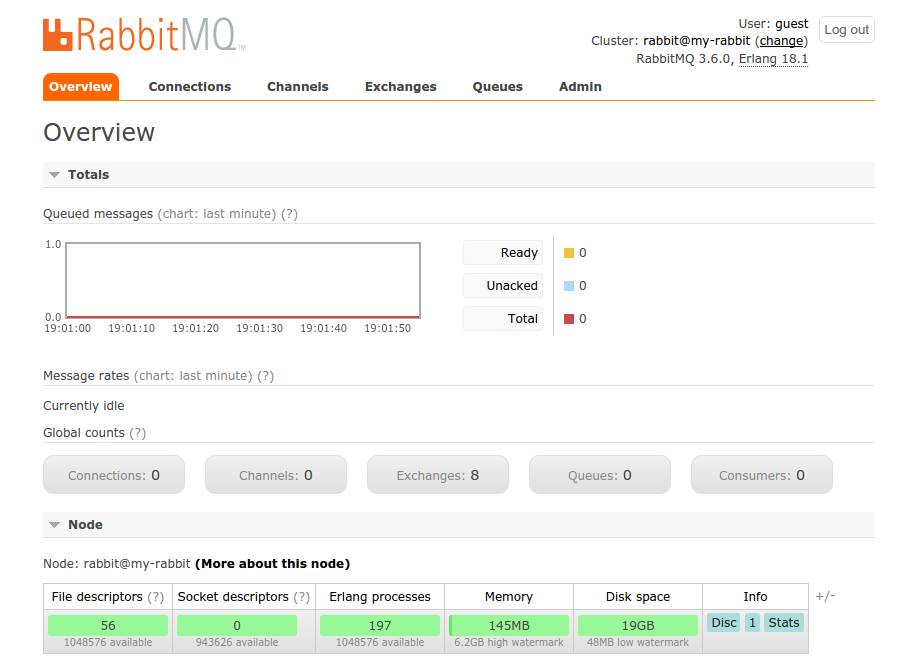 RabbitMQ™
User: guest
Log out
Cluster: rabbit@my-rabbit (change)
RabbitMQ 3.6.0, Erlang 18.1
Overview Connections Channels Exchanges Queues Admin
Overview
Totals
Queued messages (chart: last minute) (?)
1.0
0.0
19:01:00 19:01:10 19:01:20 19:01:30 19:01:40 19:01:50
Ready 0
Unacked 0
Total 0
Message rates (chart: last minute) (?)
Currently idle
Global counts (?)
Connections: 0 Channels: 0 Exchanges: 8 Queues: 0 Consumers: 0
Node
Node: rabbit@my-rabbit (More about this node)
File descriptors (?) Socket descriptors (?) Erlang processes Memory Disk space Info +/-
56 0 197 145MB 19GB Disc 1 Stats
1048576 available 943626 available 1048576 available 6.2GB high watermark 48MB low watermark